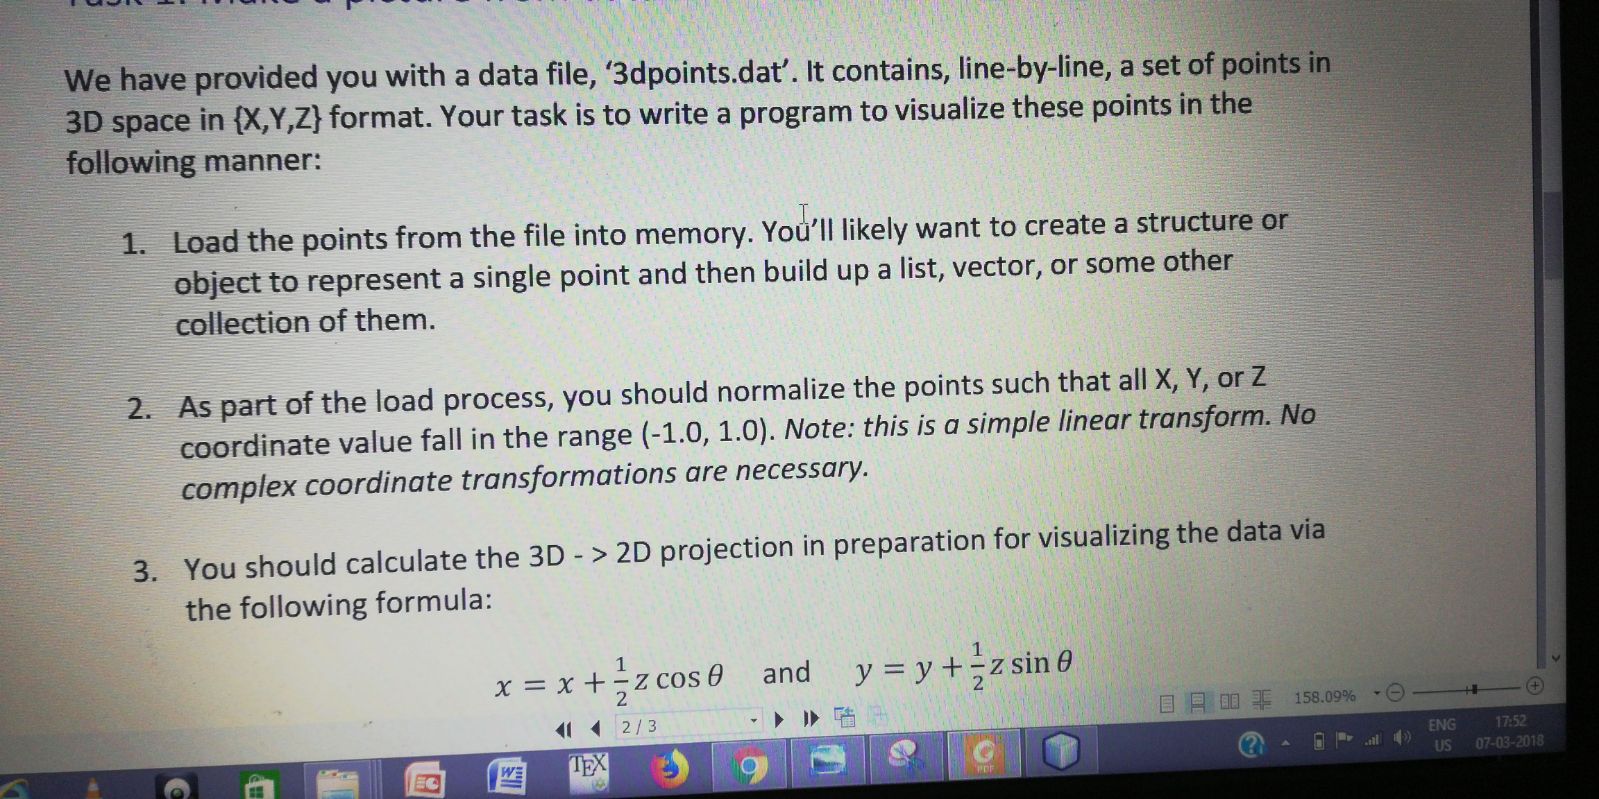 We have provided you with a data file, ‘3dpoints.dat’. It contains, line-by-line, a set of points in
3D space in {X,Y,Z} format. Your task is to write a program to visualize these points in the
following manner:
1. Load the points from the file into memory. You’ll likely want to create a structure or
object to represent a single point and then build up a list, vector, or some other
collection of them.
2. As part of the load process, you should normalize the points such that all X, Y, or Z
coordinate value fall in the range (-1.0, 1.0). Note: this is a simple linear transform. No
complex coordinate transformations are necessary.
3. You should calculate the 3D - > 2D projection in preparation for visualizing the data via
the following formula:
x = x + 1/2 z cos θ and y = y + 1/2 z sin θ
2 / 3
158.09%
ENG
US
17:52
07-03-2018
TEX
PDF